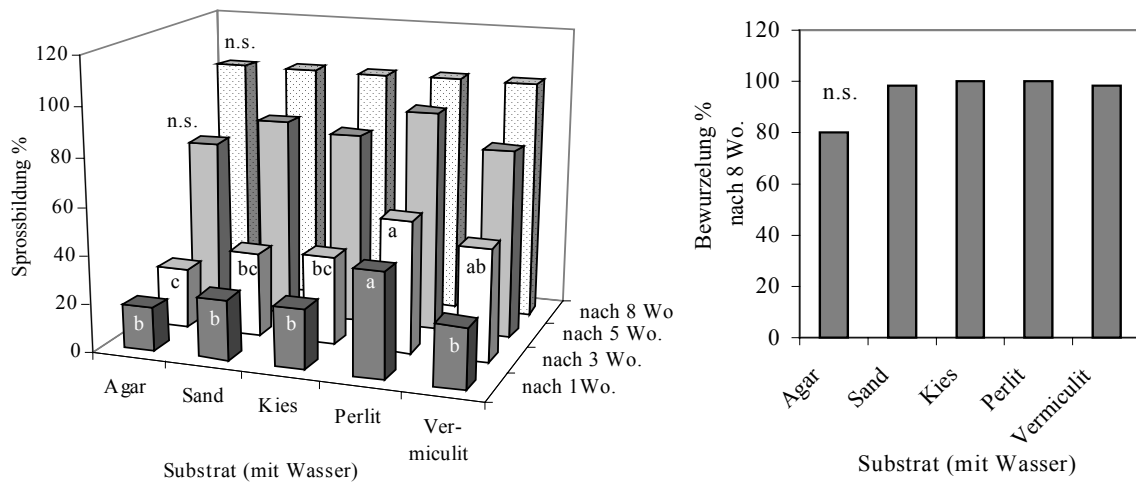 120
100
80
60
40
20
0
Sprossbildung %
n.s.
n.s.
c
bc
bc
a
ab
b
b
b
a
b
nach 8 Wo
nach 5 Wo.
nach 3 Wo.
nach 1Wo.
Agar
Sand
Kies
Perlit
Ver-
miculit
Substrat (mit Wasser)
120
100
80
60
40
20
0
Bewurzelung %
nach 8 Wo.
n.s.
Agar
Sand
Kies
Perlit
Vermiculit
Substrat (mit Wasser)